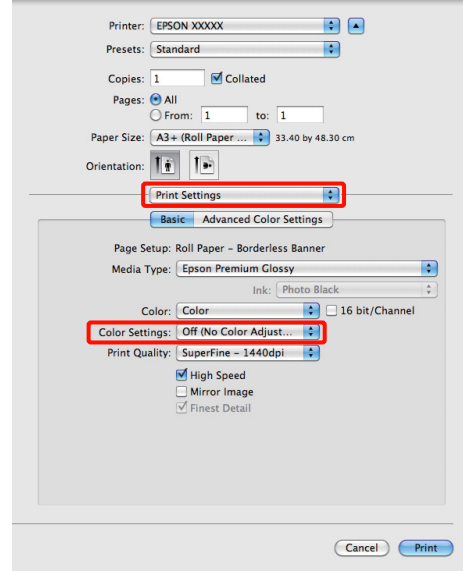 Printer: EPSON XXXXX
Presets: Standard
Copies: 1 Collated
Pages: All
From: 1 to: 1
Paper Size: A3+ (Roll Paper ... 33.40 by 48.30 cm
Orientation:
Print Settings
Basic Advanced Color Settings
Page Setup: Roll Paper – Borderless Banner
Media Type: Epson Premium Glossy
Ink: Photo Black
Color: Color 16 bit/Channel
Color Settings: Off (No Color Adjust...
Print Quality: SuperFine – 1440dpi
High Speed
Mirror Image
Finest Detail
Cancel Print